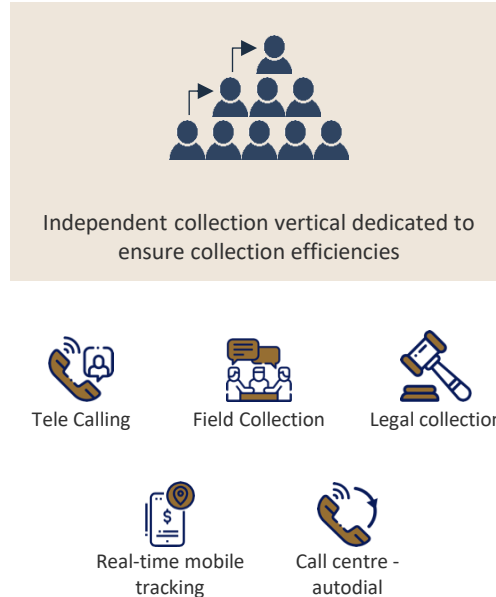 Independent collection vertical dedicated to
ensure collection efficiencies
Tele Calling
Field Collection
Legal collection
$
Real-time mobile
tracking
Call centre -
autodial